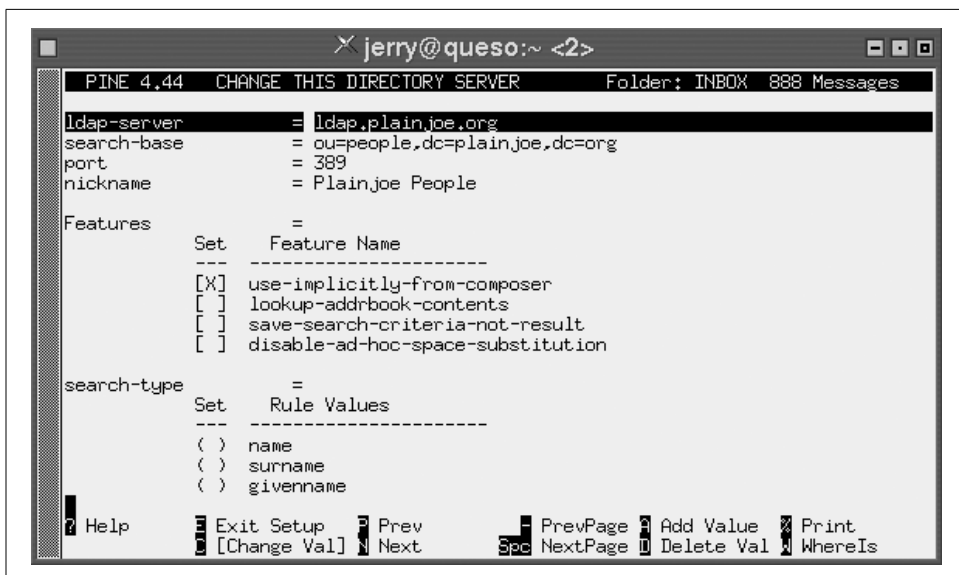 jerry@queso:~ <2>
PINE 4.44 CHANGE THIS DIRECTORY SERVER Folder: INBOX 888 Messages
ldap-server = ldap.plainjoe.org
search-base = ou=people,dc=plainjoe,dc=org
port = 389
nickname = Plainjoe People
Features =
Set Feature Name
--- ----------------------
[X] use-implicitly-from-composer
[ ] lookup-addrbook-contents
[ ] save-search-criteria-not-result
[ ] disable-ad-hoc-space-substitution
search-type =
Set Rule Values
--- ----------------------
( ) name
( ) surname
( ) givenname
? Help E Exit Setup P Prev - PrevPage A Add Value % Print
C [Change Val] N Next Spc NextPage D Delete Val W WhereIs